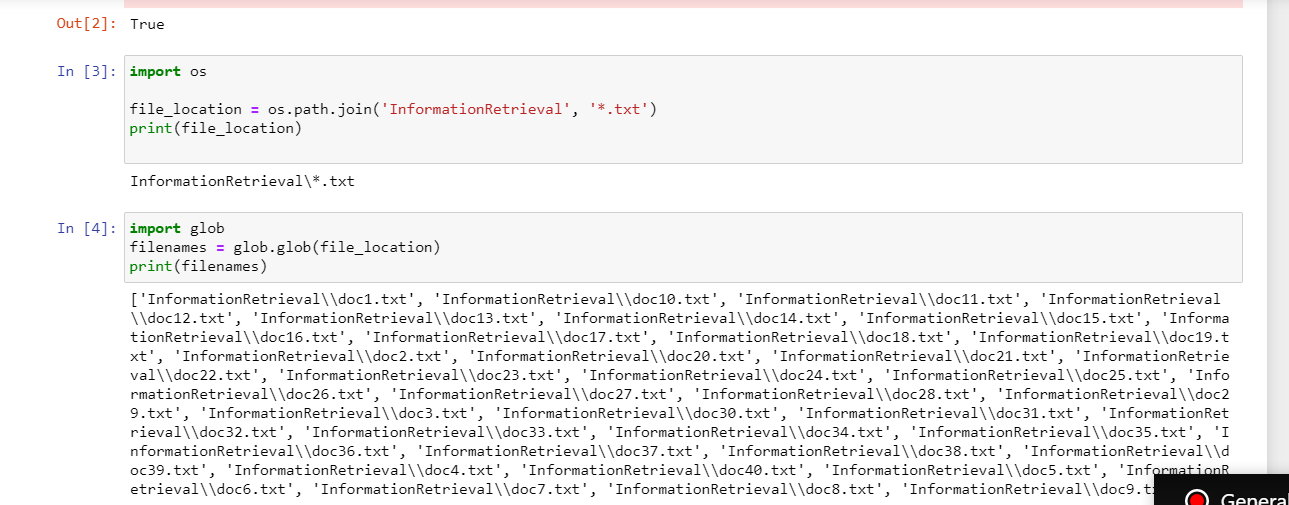 Out[2]: True
In [3]: import os
file_location = os.path.join('InformationRetrieval', '*.txt')
print(file_location)
InformationRetrieval\*.txt
In [4]: import glob
filenames = glob.glob(file_location)
print(filenames)
['InformationRetrieval\\doc1.txt', 'InformationRetrieval\\doc10.txt', 'InformationRetrieval\\doc11.txt', 'InformationRetrieval
\\doc12.txt', 'InformationRetrieval\\doc13.txt', 'InformationRetrieval\\doc14.txt', 'InformationRetrieval\\doc15.txt', 'Informa
tionRetrieval\\doc16.txt', 'InformationRetrieval\\doc17.txt', 'InformationRetrieval\\doc18.txt', 'InformationRetrieval\\doc19.t
xt', 'InformationRetrieval\\doc2.txt', 'InformationRetrieval\\doc20.txt', 'InformationRetrieval\\doc21.txt', 'InformationRetrie
val\\doc22.txt', 'InformationRetrieval\\doc23.txt', 'InformationRetrieval\\doc24.txt', 'InformationRetrieval\\doc25.txt', 'Info
rmationRetrieval\\doc26.txt', 'InformationRetrieval\\doc27.txt', 'InformationRetrieval\\doc28.txt', 'InformationRetrieval\\doc2
9.txt', 'InformationRetrieval\\doc3.txt', 'InformationRetrieval\\doc30.txt', 'InformationRetrieval\\doc31.txt', 'InformationRet
rieval\\doc32.txt', 'InformationRetrieval\\doc33.txt', 'InformationRetrieval\\doc34.txt', 'InformationRetrieval\\doc35.txt', 'I
nformationRetrieval\\doc36.txt', 'InformationRetrieval\\doc37.txt', 'InformationRetrieval\\doc38.txt', 'InformationRetrieval\\d
oc39.txt', 'InformationRetrieval\\doc4.txt', 'InformationRetrieval\\doc40.txt', 'InformationRetrieval\\doc5.txt', 'InformationR
etrieval\\doc6.txt', 'InformationRetrieval\\doc7.txt', 'InformationRetrieval\\doc8.txt', 'InformationRetrieval\\doc9.t
General